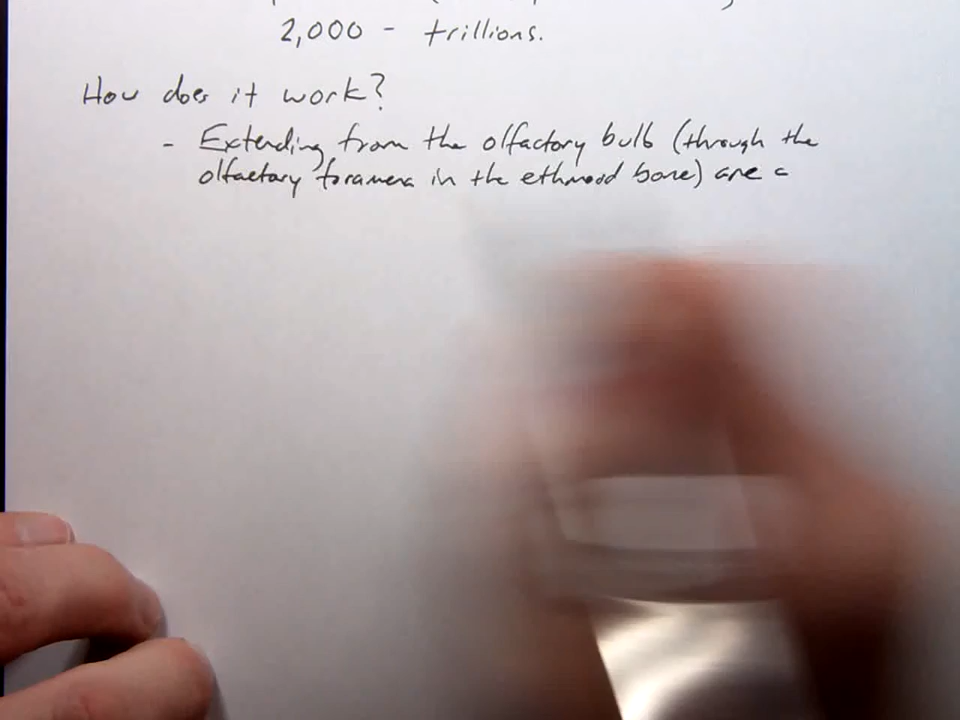 2,000 - trillions.
How does it work?
- Extending from the olfactory bulb (through the
olfactory foramena in the ethmoid bone) are